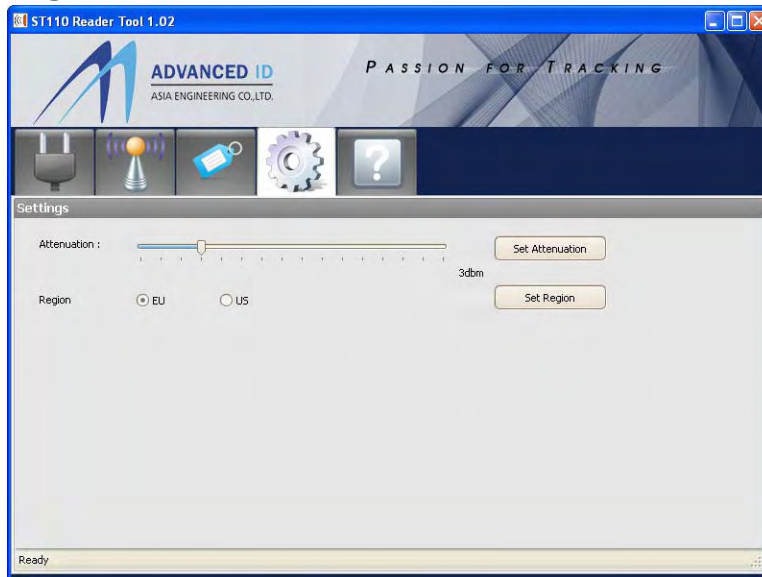 ST110 Reader Tool 1.02
ADVANCED ID
ASIA ENGINEERING CO.,LTD.
PASSION FOR TRACKING
?
Settings
Attenuation :
Set Attenuation
3dbm
Region
EU
US
Set Region
Ready